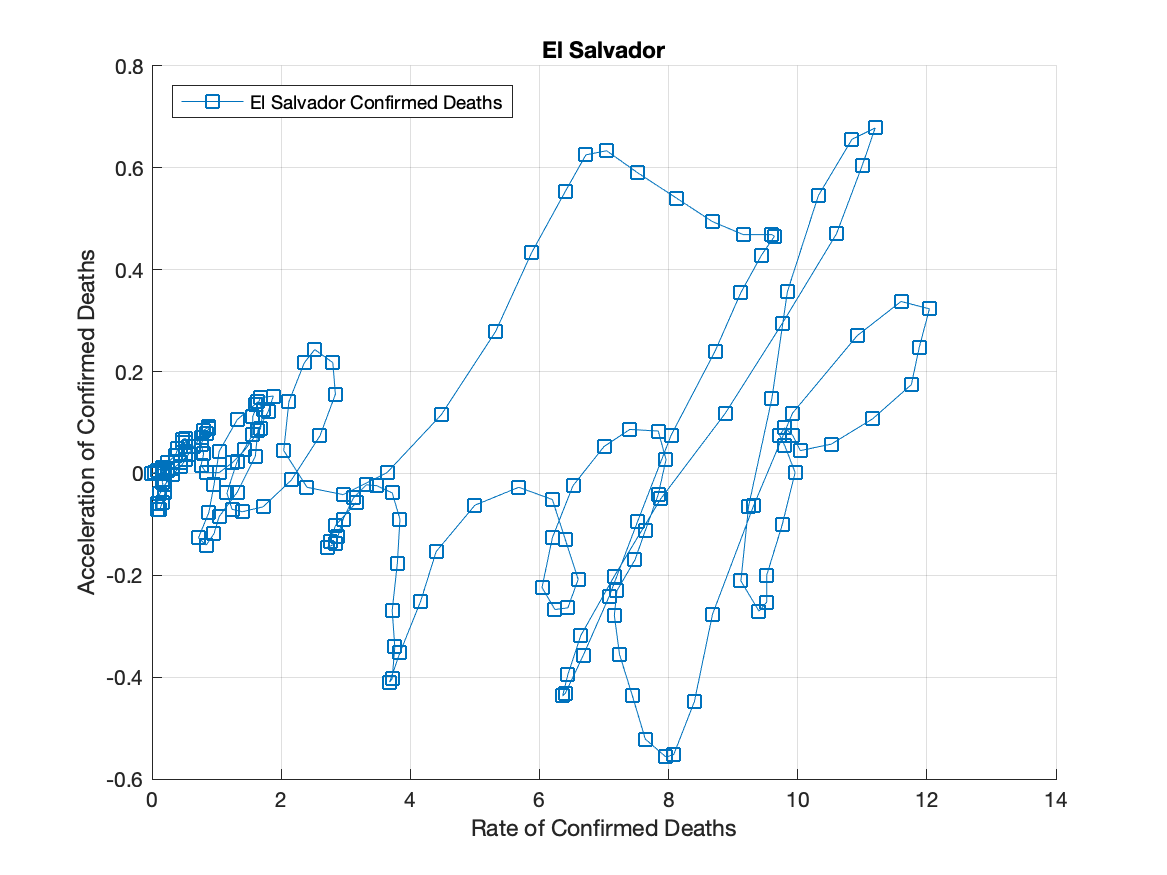 El Salvador
El Salvador Confirmed Deaths
Acceleration of Confirmed Deaths
0.8
0.6
0.4
0.2
0
-0.2
-0.4
-0.6
0 2 4 6 8 10 12 14
Rate of Confirmed Deaths